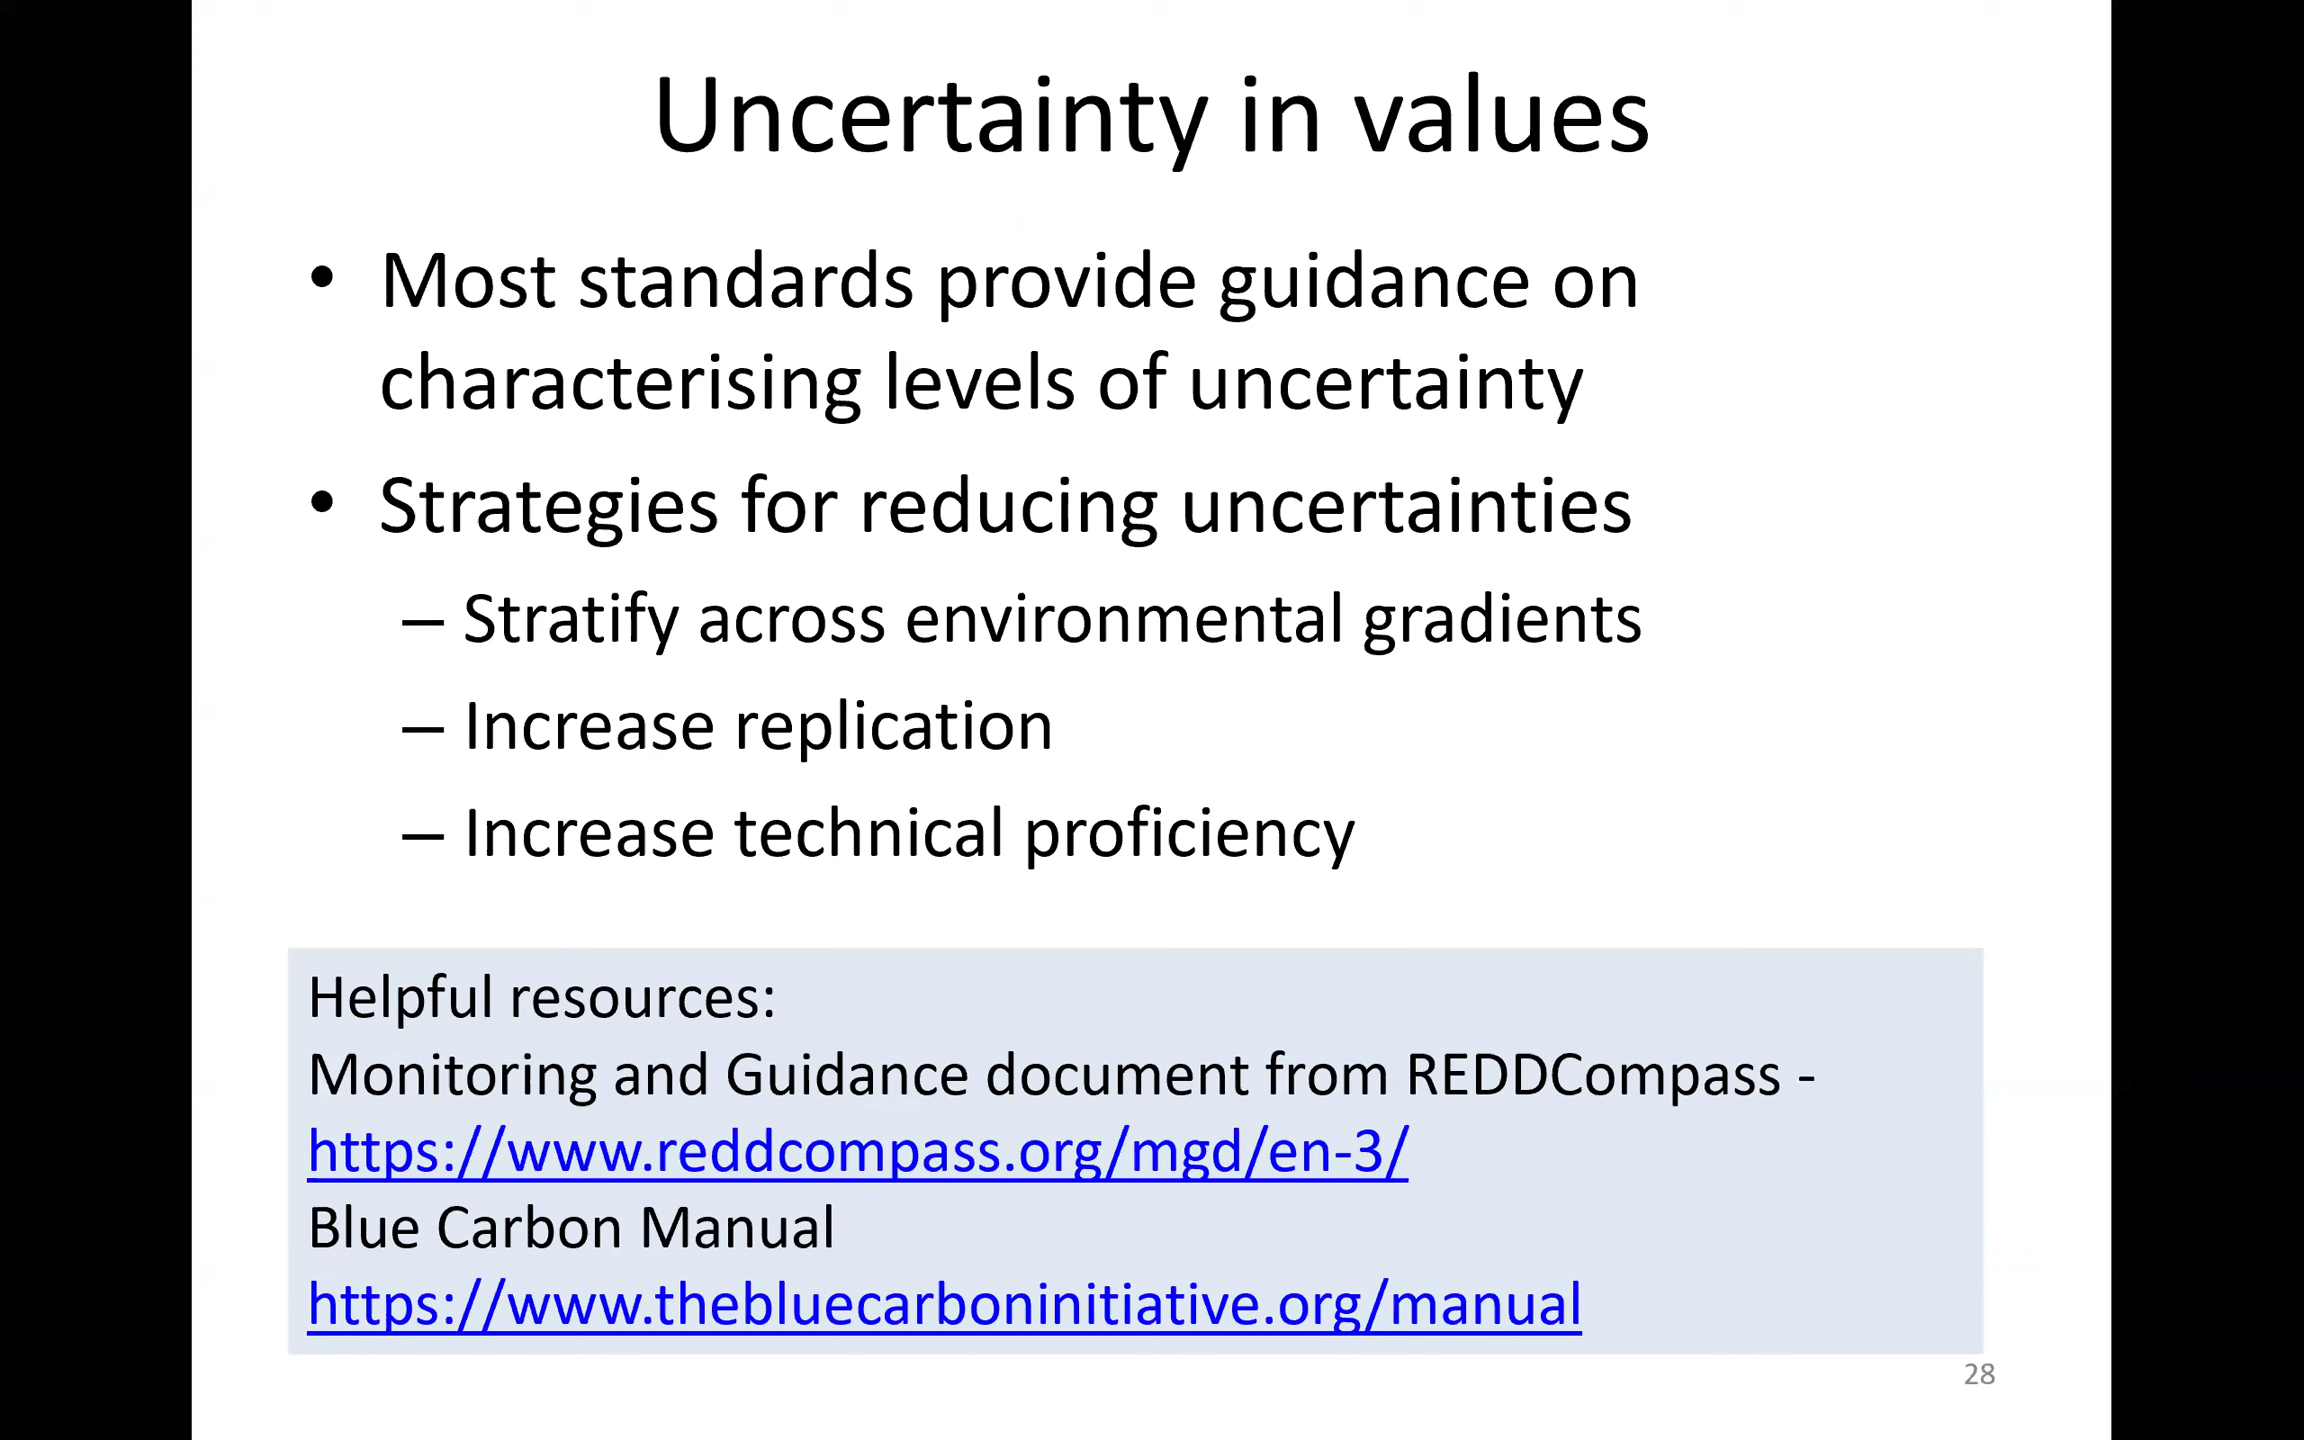 Uncertainty in values
• Most standards provide guidance on
characterising levels of uncertainty
• Strategies for reducing uncertainties
– Stratify across environmental gradients
– Increase replication
– Increase technical proficiency
Helpful resources:
Monitoring and Guidance document from REDDCompass -
https://www.reddcompass.org/mgd/en-3/
Blue Carbon Manual
https://www.thebluecarboninitiative.org/manual
28